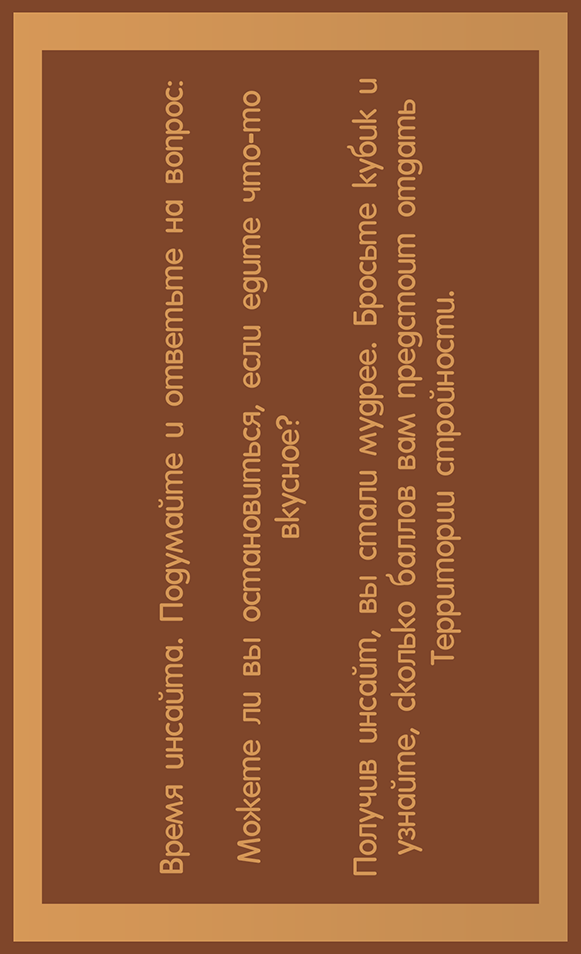 Время инсайта. Подумайте и ответьте на вопрос:
Можете ли вы остановиться, если едите что-то
вкусное?
Получив инсайт, вы стали мудрее. Бросьте кубик и
узнайте, сколько баллов вам предстоит отдать
Территории стройности.